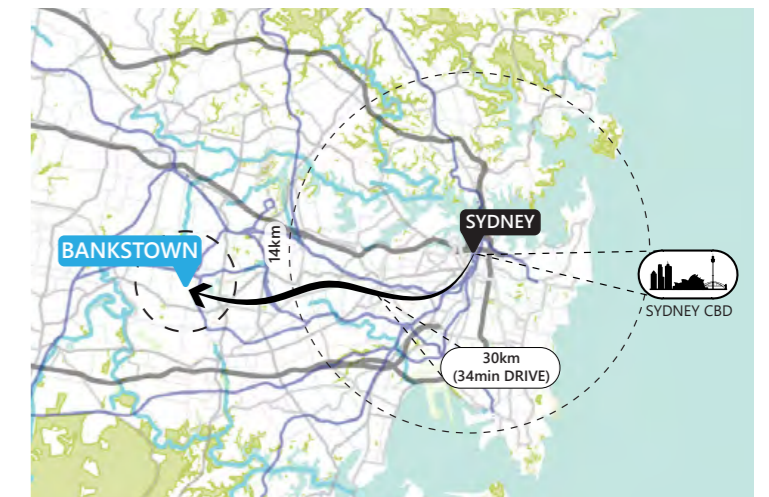 SYDNEY
BANKSTOWN
14km
SYDNEY CBD
30km
(34min DRIVE)